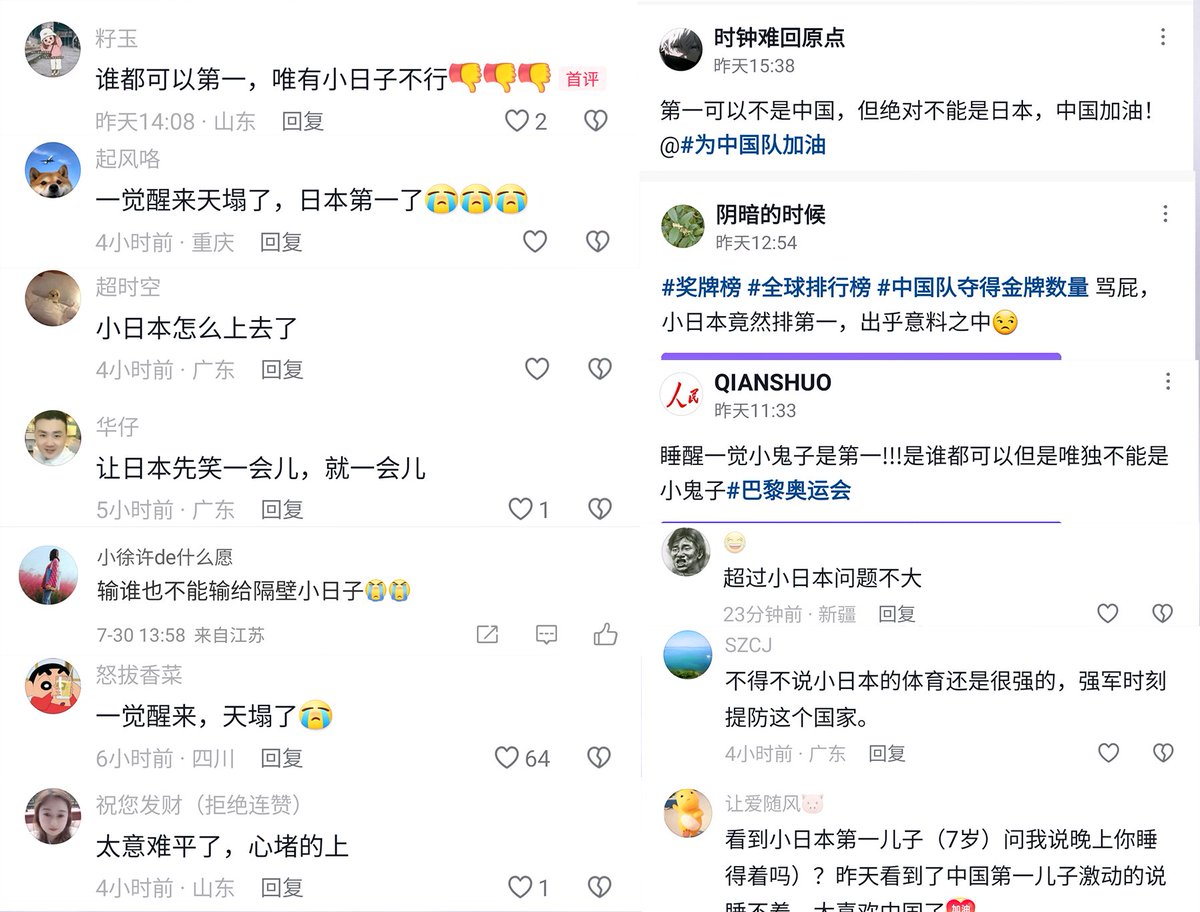 籽玉
谁都可以第一，唯有小日子不行👎👎👎 首评
昨天14:08 · 山东 回复 2
起风咯
一觉醒来天塌了，日本第一了😭😭😭
4小时前 · 重庆 回复
超时空
小日本怎么上去了
4小时前 · 广东 回复
华仔
让日本先笑一会儿，就一会儿
5小时前 · 广东 回复 1
小徐许de什么愿
输谁也不能输给隔壁小日子😭😭
7-30 13:58 来自江苏
怒拔香菜
一觉醒来，天塌了😭
6小时前 · 四川 回复 64
祝您发财（拒绝连赞）
太意难平了，心堵的上
4小时前 · 山东 回复 1
时钟难回原点
昨天15:38
第一可以不是中国，但绝对不能是日本，中国加油！
@#为中国队加油
阴暗的时候
昨天12:54
#奖牌榜 #全球排行榜 #中国队夺得金牌数量 骂屁，
小日本竟然排第一，出乎意料之中😒
人民
QIANSHUO
昨天11:33
睡醒一觉小鬼子是第一!!!是谁都可以但是唯独不能是
小鬼子#巴黎奥运会
😄
超过小日本问题不大
23分钟前 · 新疆 回复
SZCJ
不得不说小日本的体育还是很强的，强军时刻
提防这个国家。
4小时前 · 广东 回复
让爱随风🐷
看到小日本第一儿子（7岁）问我说晚上你睡
得着吗）？昨天看到了中国第一儿子激动的说
睡不着，太喜欢中国了加油